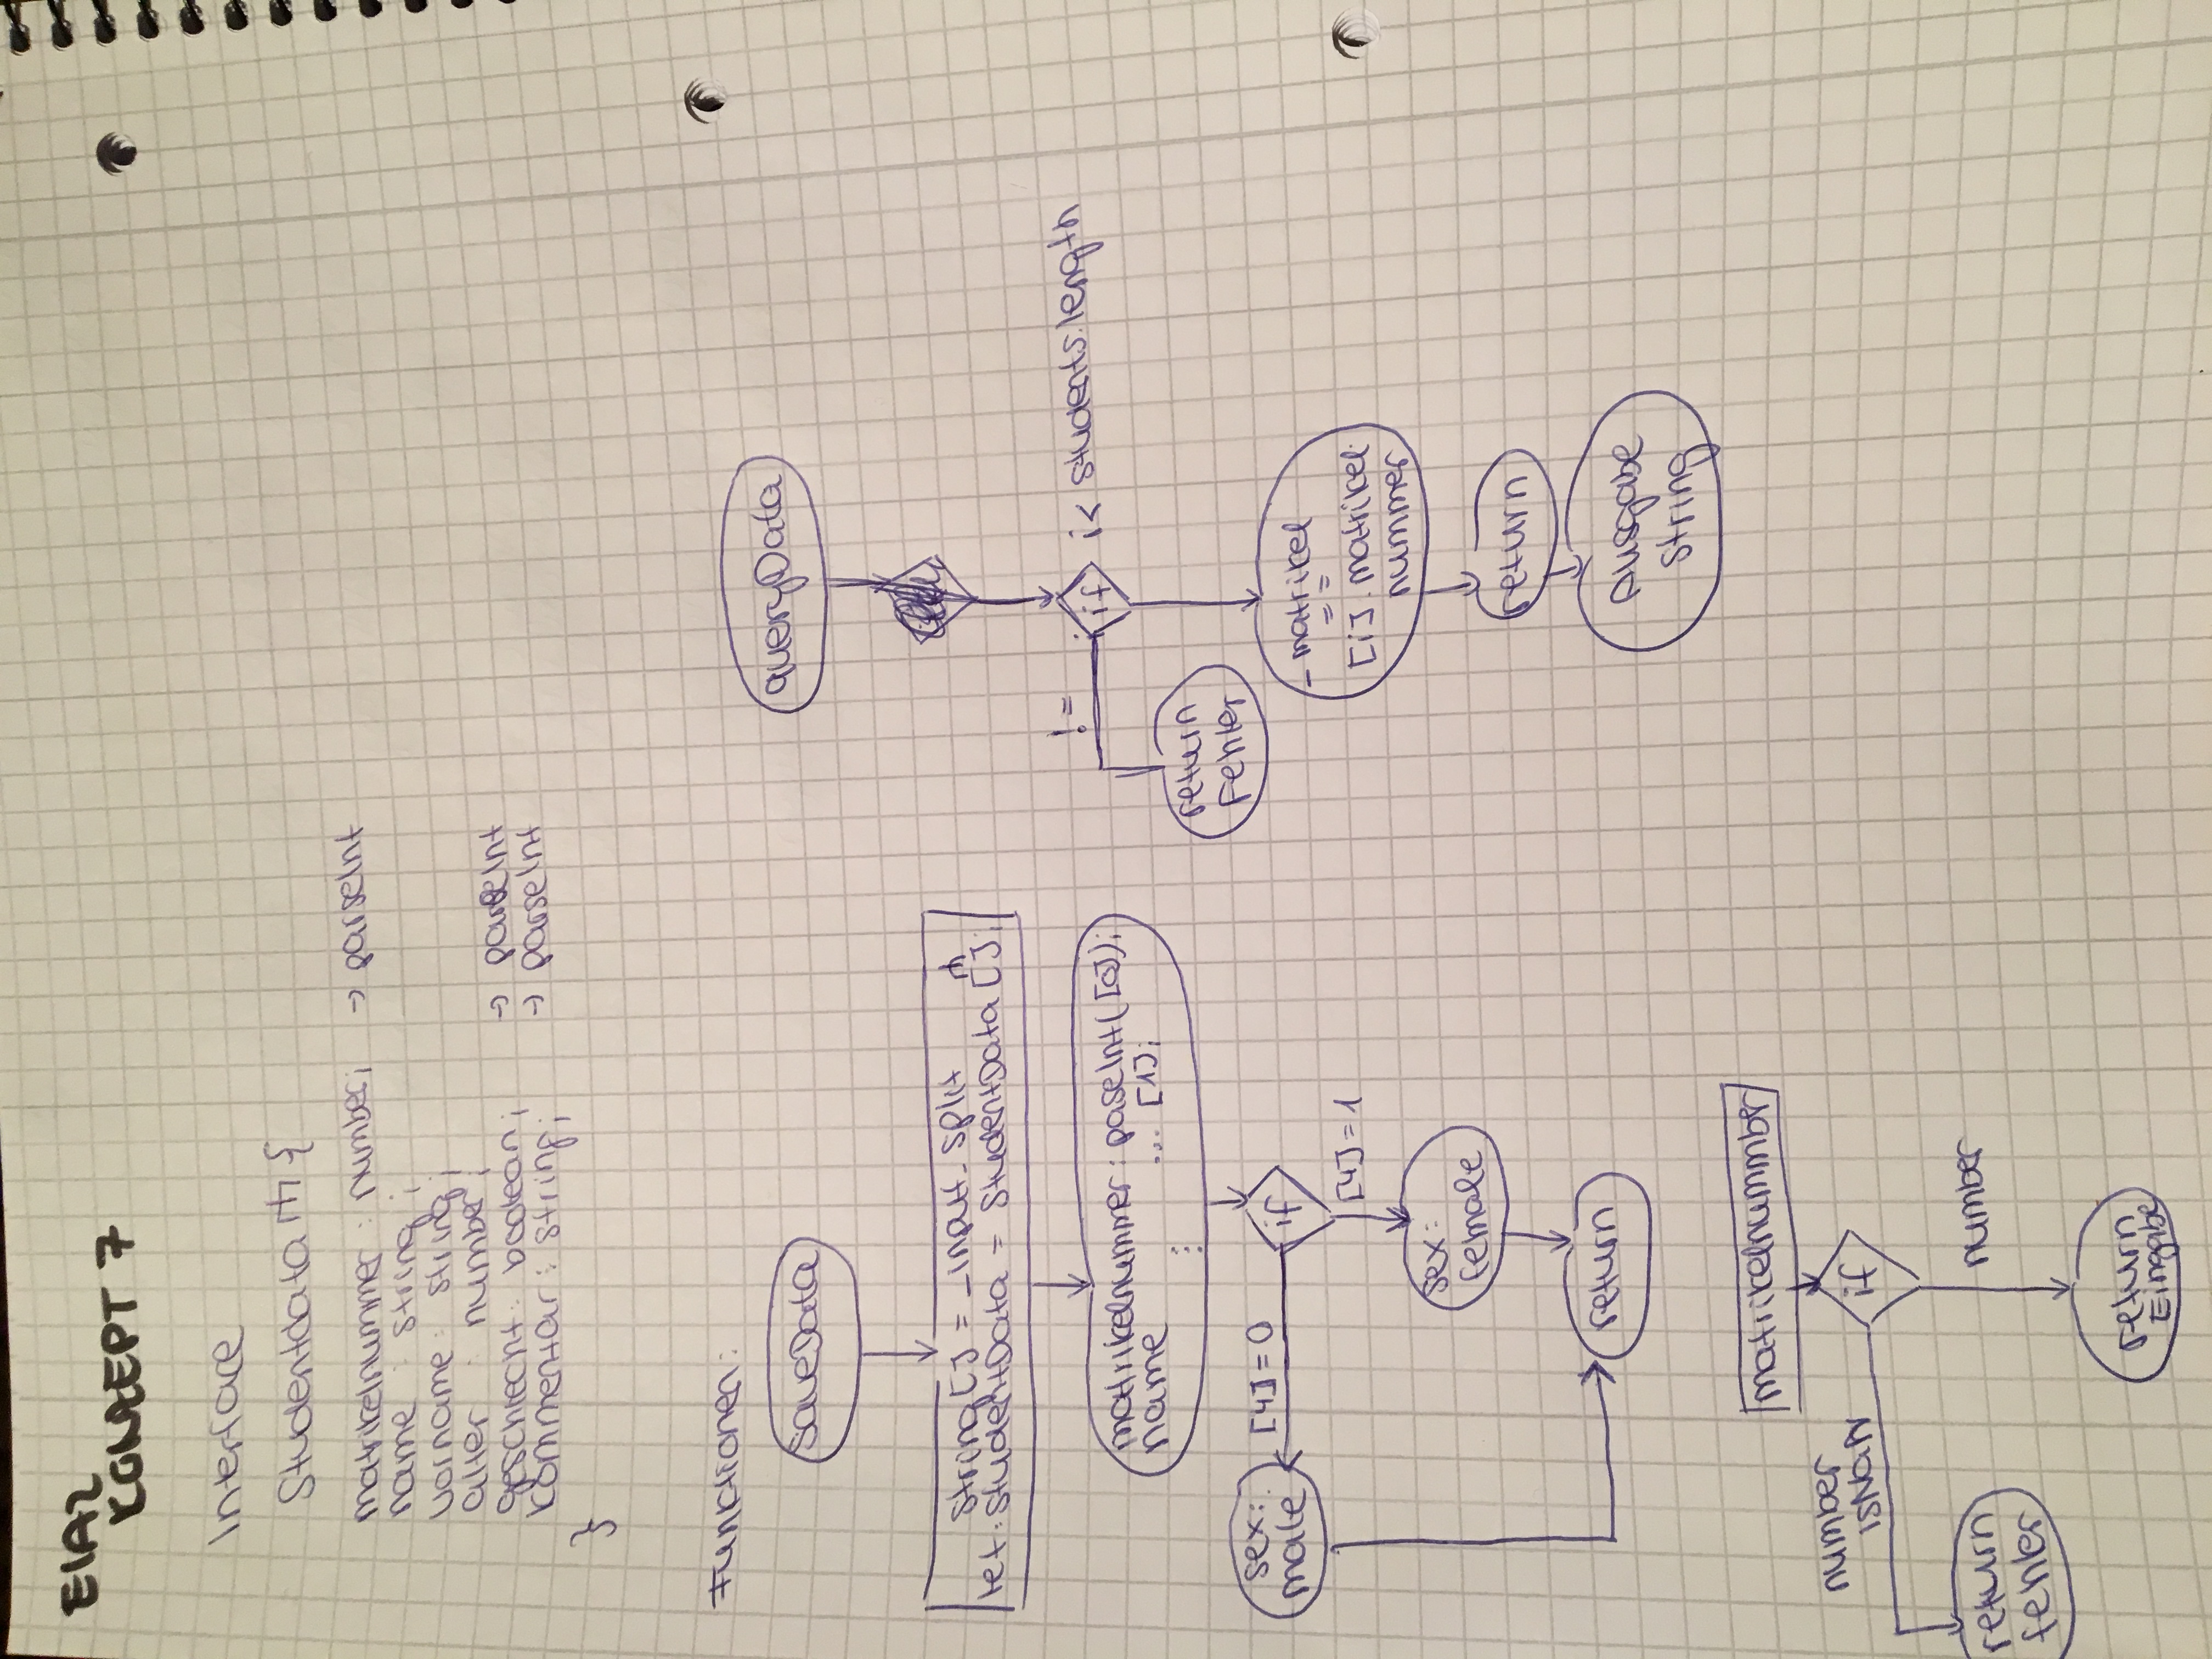 EIA2
KONZEPT 7
Interface
Studentdata {
matrikelnummer : number; → parseInt
name : string ;
vorname : string;
alter : number;
geschlecht : boolean; → parseInt
kommentar : string; → parseInt
}
Funktionen:
saveData
string[] = _input_split
let : studentData = studentData [];
matrikelnummer : paseInt([0]);
name ... [1];
⋮
if
[4] = 0
sex:
male
[4] = 1
sex:
female
return
matrikelnummber
if
number
isNaN
return
fehler
number
return
Eingabe
queryData
if
i < students.length
! =
return
Fehler
_matrikel
= =
[i].matrikel
nummer
return
Ausgabe
string